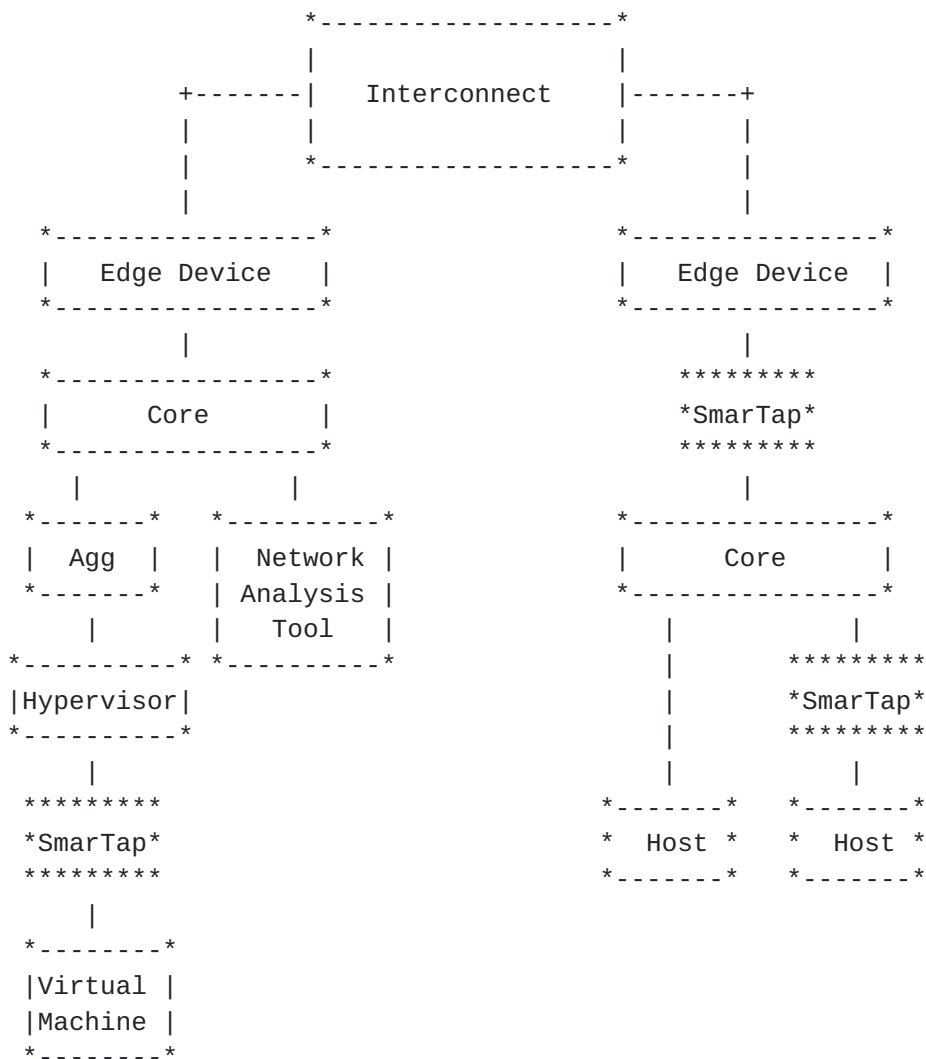 Interconnect
Edge Device
Edge Device
Core
*SmarTap*
Agg
Network
Analysis
Tool
Core
Hypervisor
*SmarTap*
*SmarTap*
* Host *
* Host *
Virtual
Machine